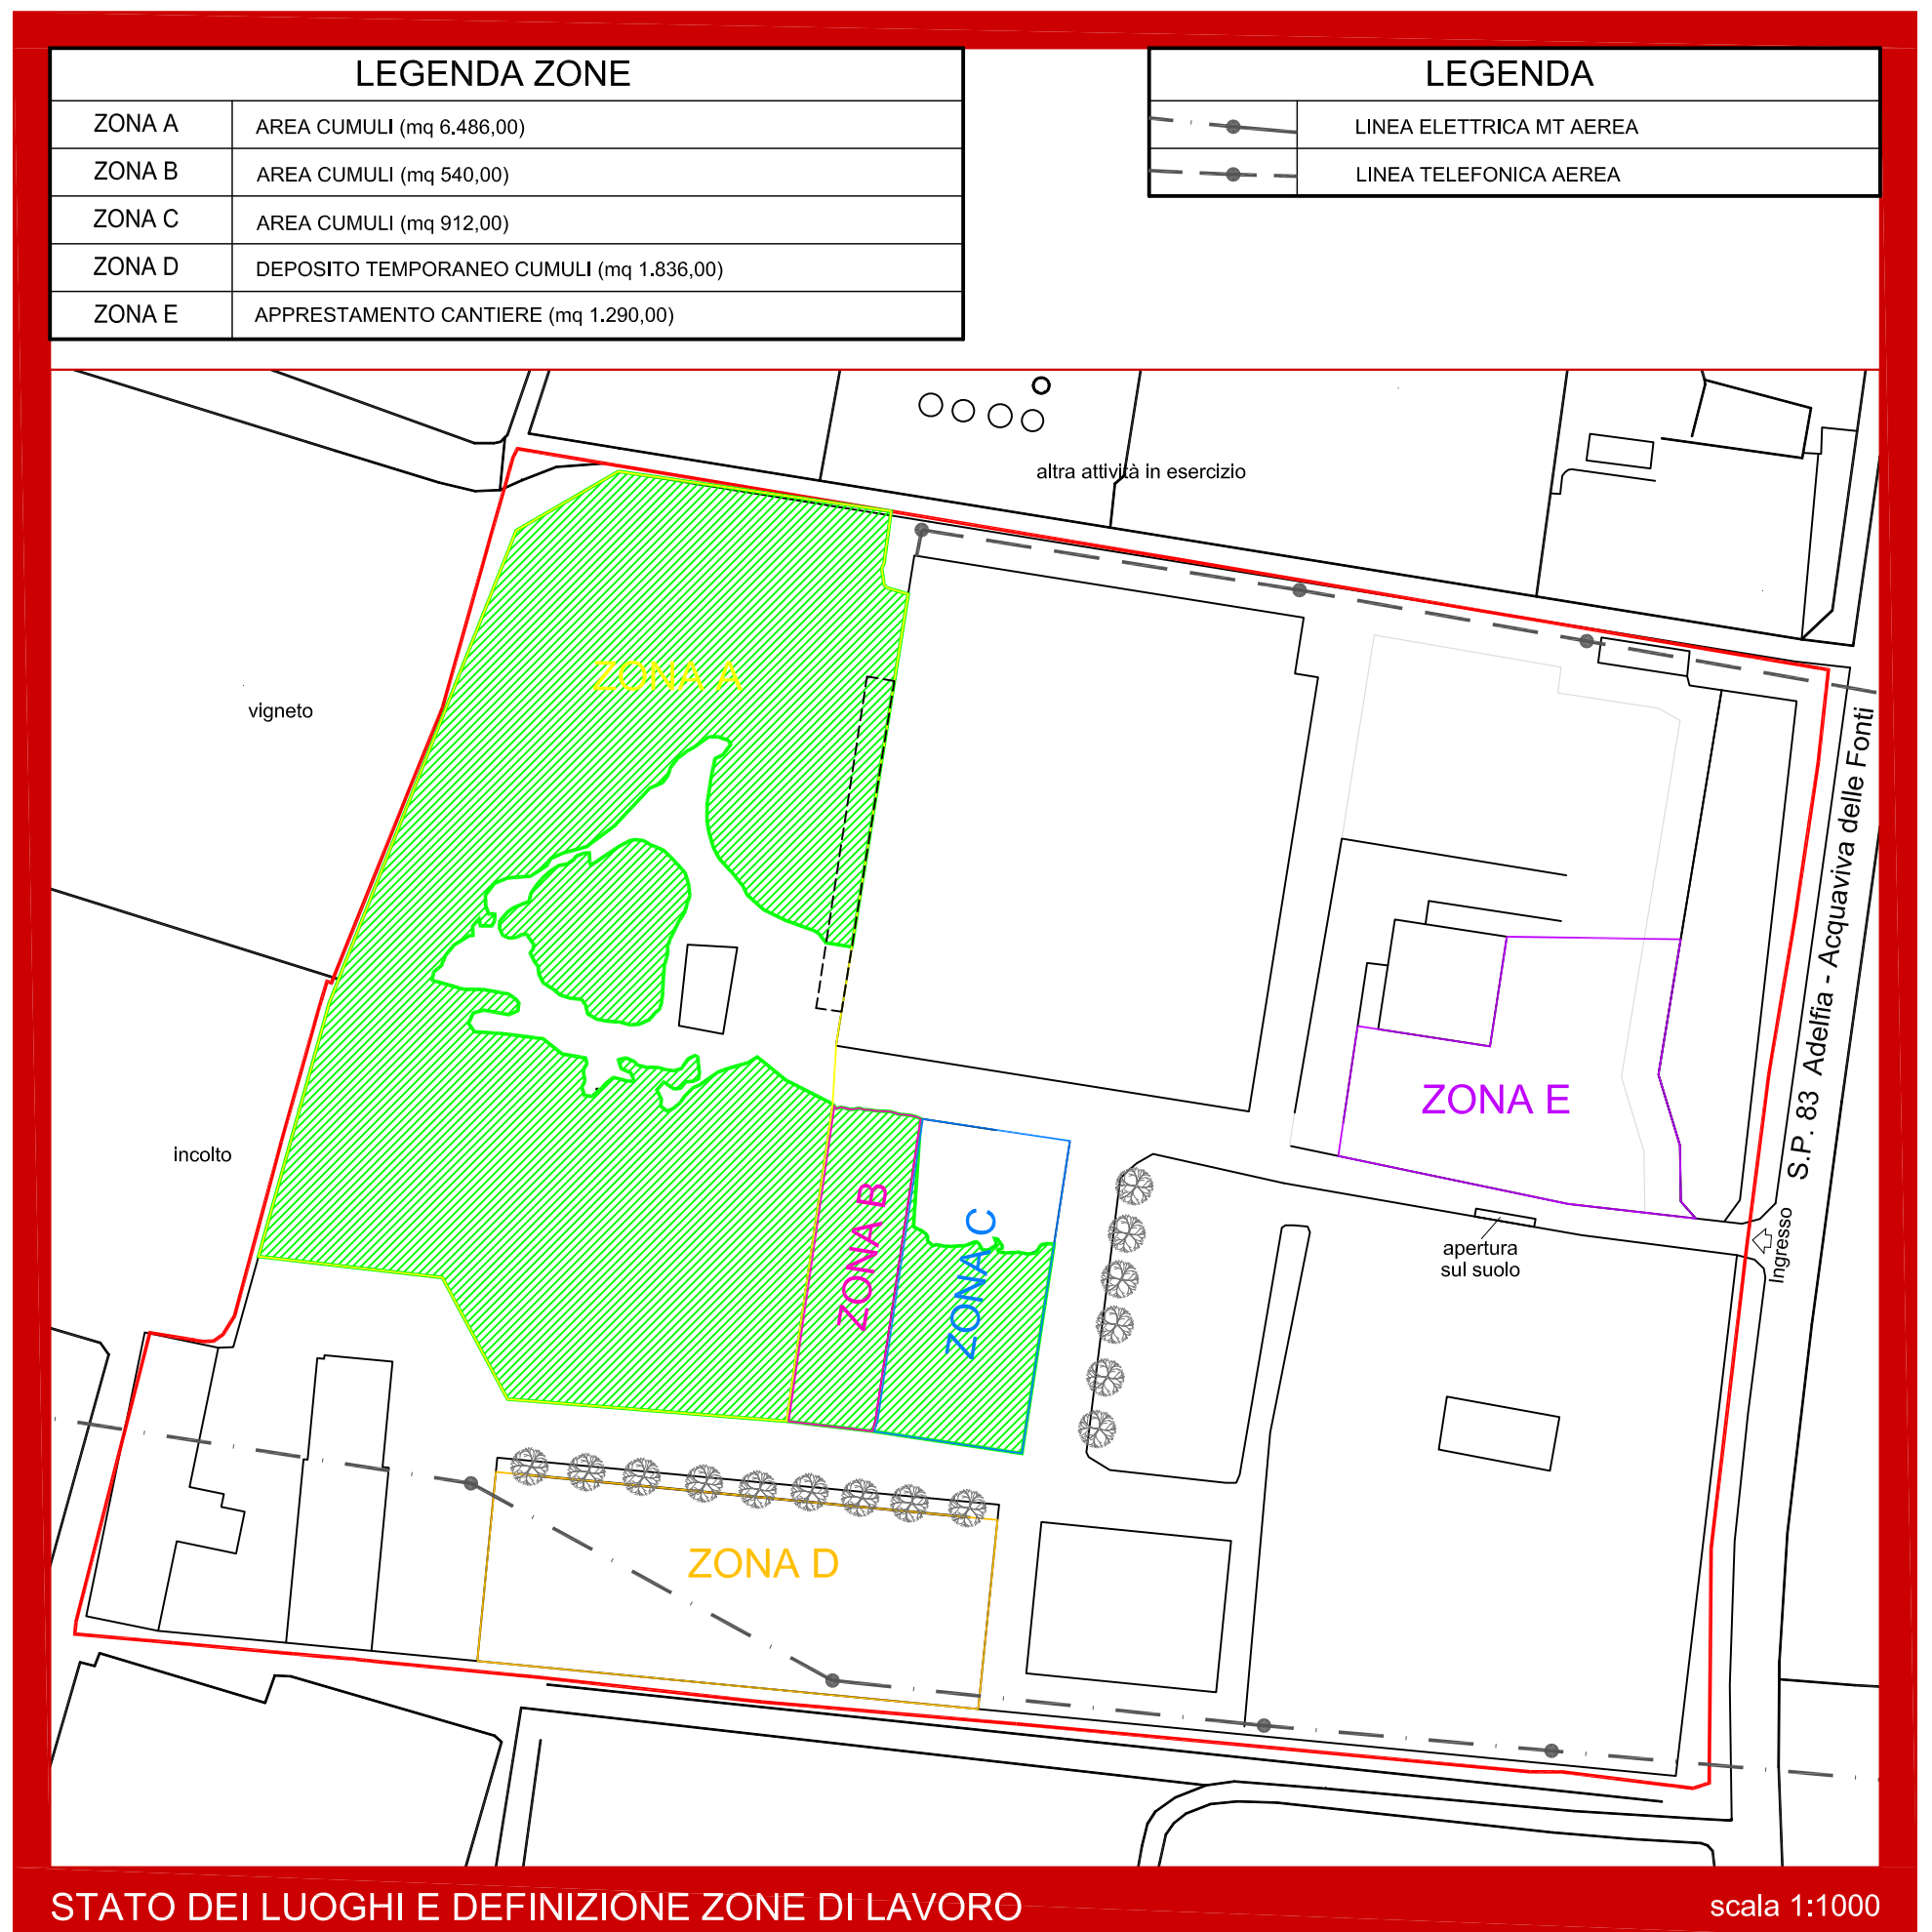 LEGENDA ZONE
ZONA A AREA CUMULI (mq 6.486,00)
ZONA B AREA CUMULI (mq 540,00)
ZONA C AREA CUMULI (mq 912,00)
ZONA D DEPOSITO TEMPORANEO CUMULI (mq 1.836,00)
ZONA E APPRESTAMENTO CANTIERE (mq 1.290,00)
LEGENDA
LINEA ELETTRICA MT AEREA
LINEA TELEFONICA AEREA
altra attività in esercizio
ZONA A
vigneto
S.P. 83 Adelfia - Acquaviva delle Fonti
ZONA E
incolto
ZONA B
ZONA C
apertura
sul suolo
Ingresso
ZONA D
STATO DEI LUOGHI E DEFINIZIONE ZONE DI LAVORO
scala 1:1000